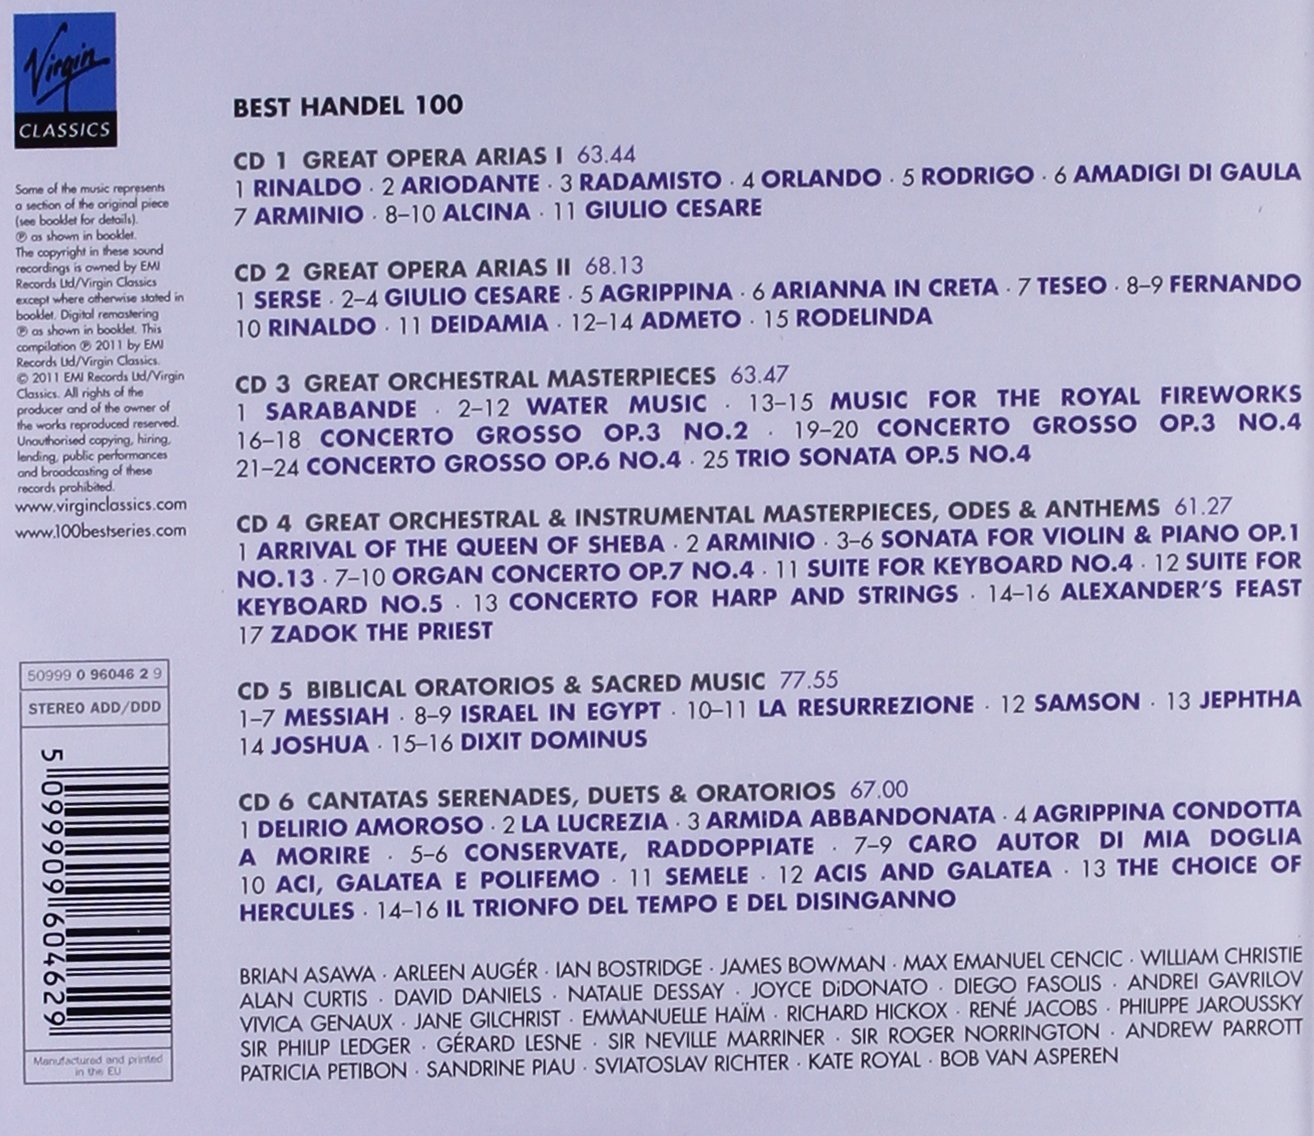 Virgin
CLASSICS
Some of the music represents
a section of the original piece
(see booklet for details).
℗ as shown in booklet.
The copyright in these sound
recordings is owned by EMI
Records Ltd/Virgin Classics
except where otherwise stated in
booklet. Digital remastering
℗ as shown in booklet. This
compilation ℗ 2011 by EMI
Records Ltd/Virgin Classics.
© 2011 EMI Records Ltd/Virgin
Classics. All rights of the
producer and of the owner of
the works reproduced reserved.
Unauthorised copying, hiring,
lending, public performances
and broadcasting of these
records prohibited.
www.virginclassics.com
www.100bestseries.com
50999 0 96046 2 9
STEREO ADD/DDD
5 099909 604629
Manufactured and printed
in the EU
BEST HANDEL 100
CD 1 GREAT OPERA ARIAS I 63.44
1 RINALDO · 2 ARIODANTE · 3 RADAMISTO · 4 ORLANDO · 5 RODRIGO · 6 AMADIGI DI GAULA
7 ARMINIO · 8–10 ALCINA · 11 GIULIO CESARE
CD 2 GREAT OPERA ARIAS II 68.13
1 SERSE · 2–4 GIULIO CESARE · 5 AGRIPPINA · 6 ARIANNA IN CRETA · 7 TESEO · 8–9 FERNANDO
10 RINALDO · 11 DEIDAMIA · 12–14 ADMETO · 15 RODELINDA
CD 3 GREAT ORCHESTRAL MASTERPIECES 63.47
1 SARABANDE · 2–12 WATER MUSIC · 13–15 MUSIC FOR THE ROYAL FIREWORKS
16–18 CONCERTO GROSSO OP.3 NO.2 · 19–20 CONCERTO GROSSO OP.3 NO.4
21–24 CONCERTO GROSSO OP.6 NO.4 · 25 TRIO SONATA OP.5 NO.4
CD 4 GREAT ORCHESTRAL & INSTRUMENTAL MASTERPIECES, ODES & ANTHEMS 61.27
1 ARRIVAL OF THE QUEEN OF SHEBA · 2 ARMINIO · 3–6 SONATA FOR VIOLIN & PIANO OP.1
NO.13 · 7–10 ORGAN CONCERTO OP.7 NO.4 · 11 SUITE FOR KEYBOARD NO.4 · 12 SUITE FOR
KEYBOARD NO.5 · 13 CONCERTO FOR HARP AND STRINGS · 14–16 ALEXANDER'S FEAST
17 ZADOK THE PRIEST
CD 5 BIBLICAL ORATORIOS & SACRED MUSIC 77.55
1–7 MESSIAH · 8–9 ISRAEL IN EGYPT · 10–11 LA RESURREZIONE · 12 SAMSON · 13 JEPHTHA
14 JOSHUA · 15–16 DIXIT DOMINUS
CD 6 CANTATAS SERENADES, DUETS & ORATORIOS 67.00
1 DELIRIO AMOROSO · 2 LA LUCREZIA · 3 ARMIDA ABBANDONATA · 4 AGRIPPINA CONDOTTA
A MORIRE · 5–6 CONSERVATE, RADDOPPIATE · 7–9 CARO AUTOR DI MIA DOGLIA
10 ACI, GALATEA E POLIFEMO · 11 SEMELE · 12 ACIS AND GALATEA · 13 THE CHOICE OF
HERCULES · 14–16 IL TRIONFO DEL TEMPO E DEL DISINGANNO
BRIAN ASAWA · ARLEEN AUGÉR · IAN BOSTRIDGE · JAMES BOWMAN · MAX EMANUEL CENCIC · WILLIAM CHRISTIE
ALAN CURTIS · DAVID DANIELS · NATALIE DESSAY · JOYCE DiDONATO · DIEGO FASOLIS · ANDREI GAVRILOV
VIVICA GENAUX · JANE GILCHRIST · EMMANUELLE HAÏM · RICHARD HICKOX · RENÉ JACOBS · PHILIPPE JAROUSSKY
SIR PHILIP LEDGER · GÉRARD LESNE · SIR NEVILLE MARRINER · SIR ROGER NORRINGTON · ANDREW PARROTT
PATRICIA PETIBON · SANDRINE PIAU · SVIATOSLAV RICHTER · KATE ROYAL · BOB VAN ASPEREN